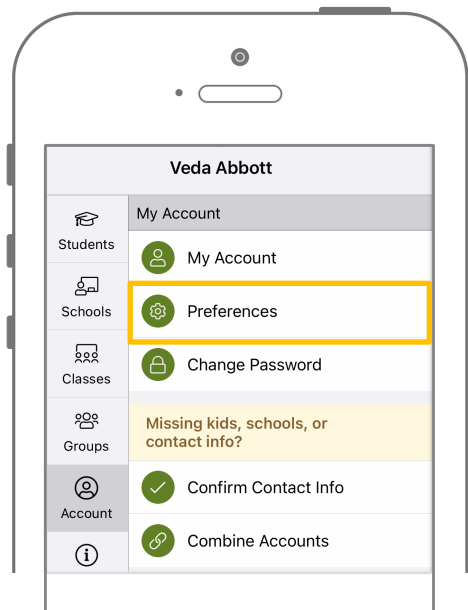 Veda Abbott
Students
Schools
Classes
Groups
Account
My Account
My Account
Preferences
Change Password
Missing kids, schools, or
contact info?
Confirm Contact Info
Combine Accounts